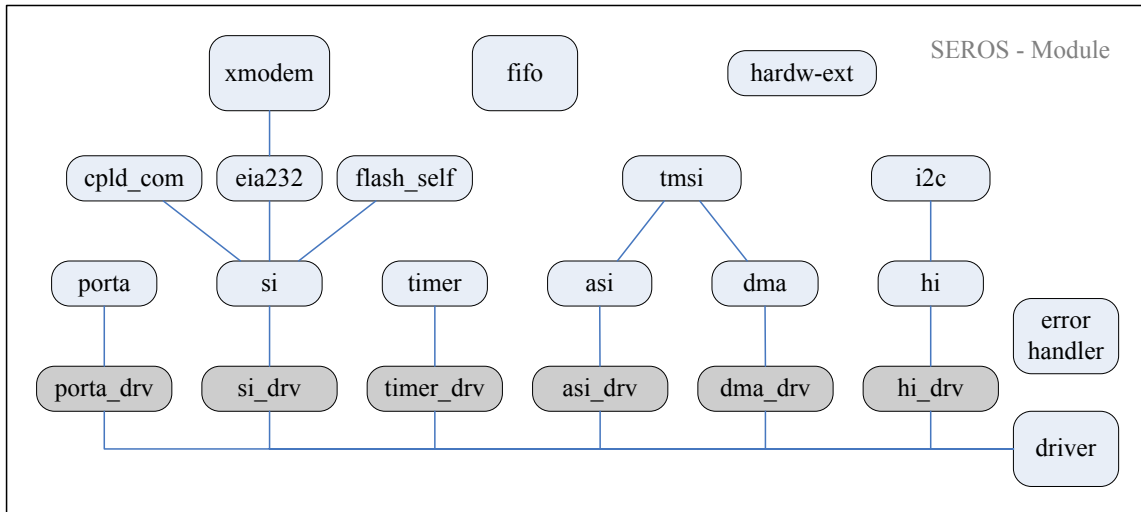 SEROS - Module
xmodem
fifo
hardw-ext
cpld_com
eia232
flash_self
tmsi
i2c
porta
si
timer
asi
dma
hi
error
handler
porta_drv
si_drv
timer_drv
asi_drv
dma_drv
hi_drv
driver